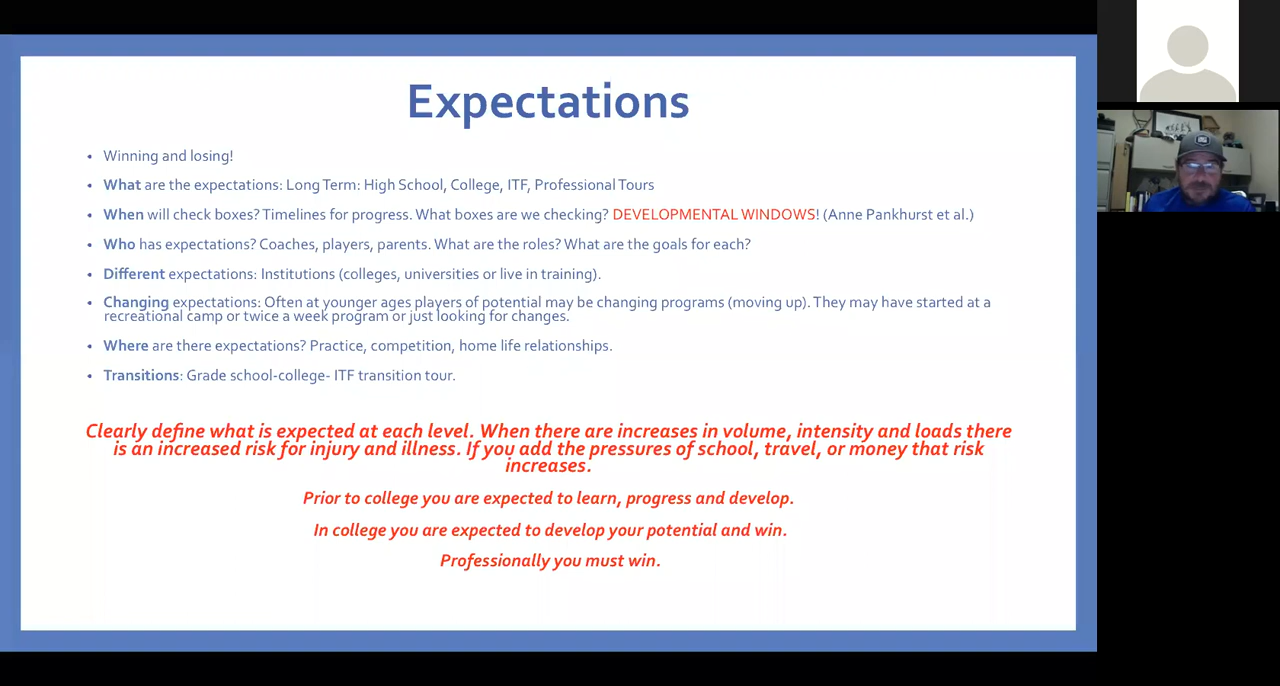 Expectations
• Winning and losing!
• What are the expectations: Long Term: High School, College, ITF, Professional Tours
• When will check boxes? Timelines for progress. What boxes are we checking? DEVELOPMENTAL WINDOWS! (Anne Pankhurst et al.)
• Who has expectations? Coaches, players, parents. What are the roles? What are the goals for each?
• Different expectations: Institutions (colleges, universities or live in training).
• Changing expectations: Often at younger ages players of potential may be changing programs (moving up). They may have started at a
recreational camp or twice a week program or just looking for changes.
• Where are there expectations? Practice, competition, home life relationships.
• Transitions: Grade school-college- ITF transition tour.
Clearly define what is expected at each level. When there are increases in volume, intensity and loads there
is an increased risk for injury and illness. If you add the pressures of school, travel, or money that risk
increases.
Prior to college you are expected to learn, progress and develop.
In college you are expected to develop your potential and win.
Professionally you must win.